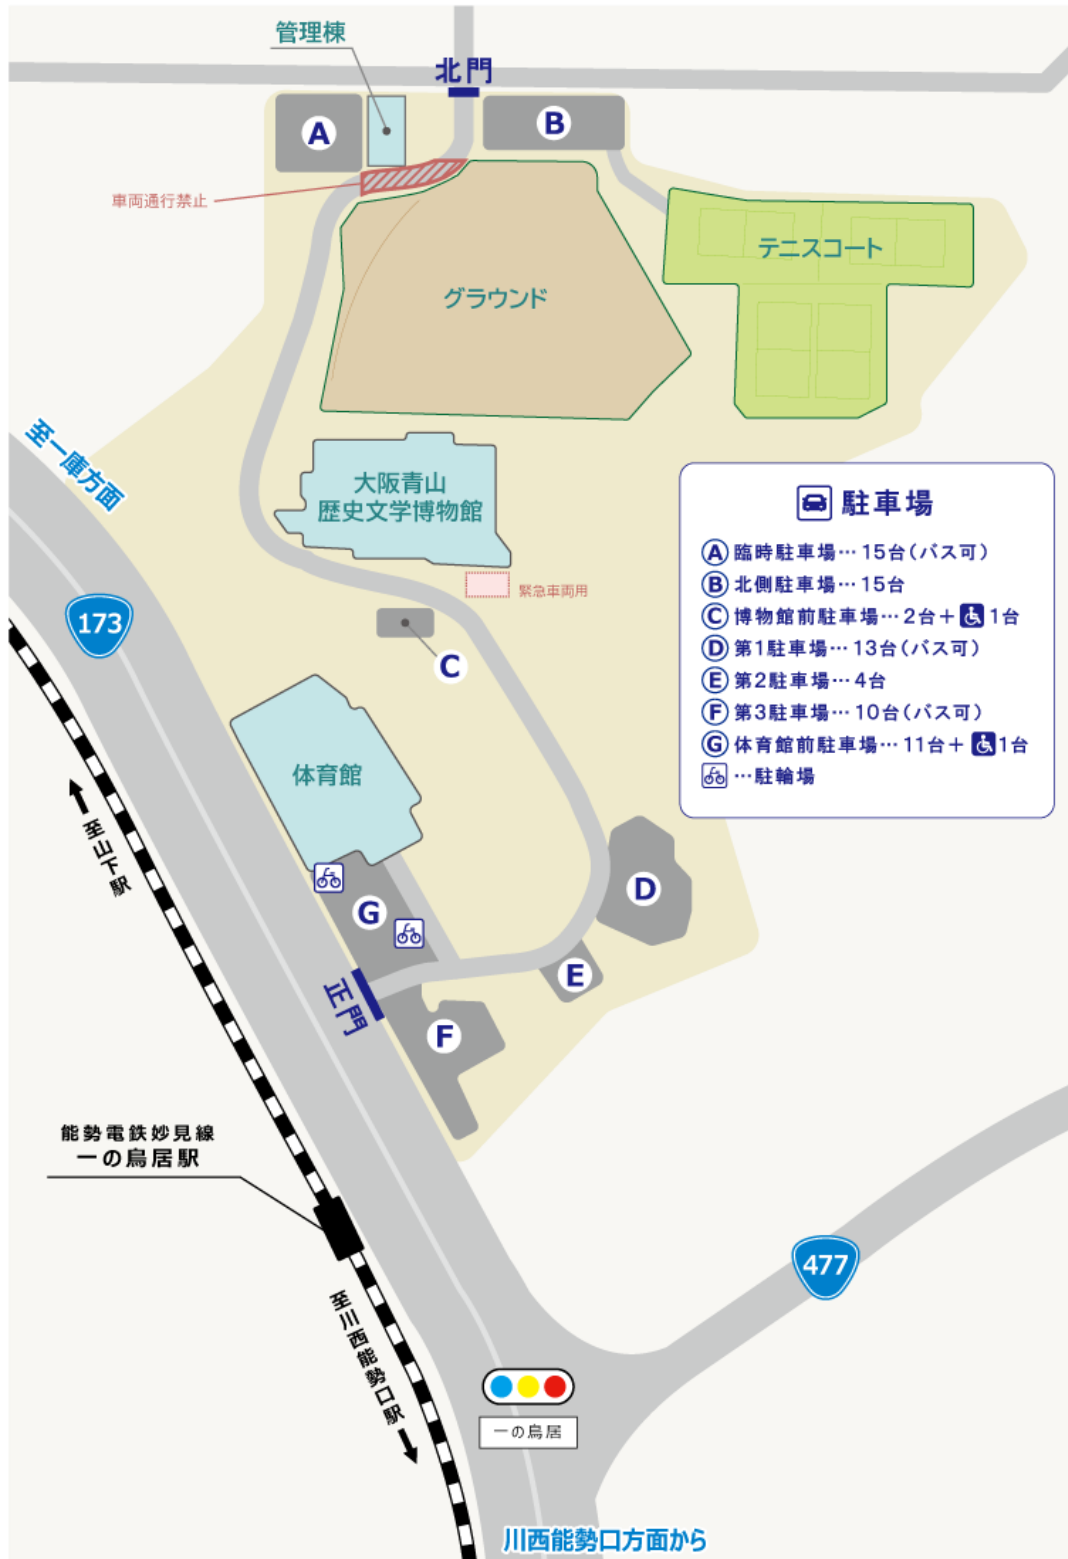 管理棟
北門
A
B
車両通行禁止
テニスコート
グラウンド
至一庫方面
大阪青山
歴史文学博物館
緊急車両用
173
C
体育館
駐車場
A 臨時駐車場… 15台(バス可)
B 北側駐車場… 15台
C 博物館前駐車場… 2台+ 1台
D 第1駐車場… 13台(バス可)
E 第2駐車場… 4台
F 第3駐車場… 10台(バス可)
G 体育館前駐車場… 11台+ 1台
…駐輪場
至山下駅
D
G
E
正門
F
能勢電鉄妙見線
一の鳥居駅
477
至川西能勢口駅
一の鳥居
川西能勢口方面から